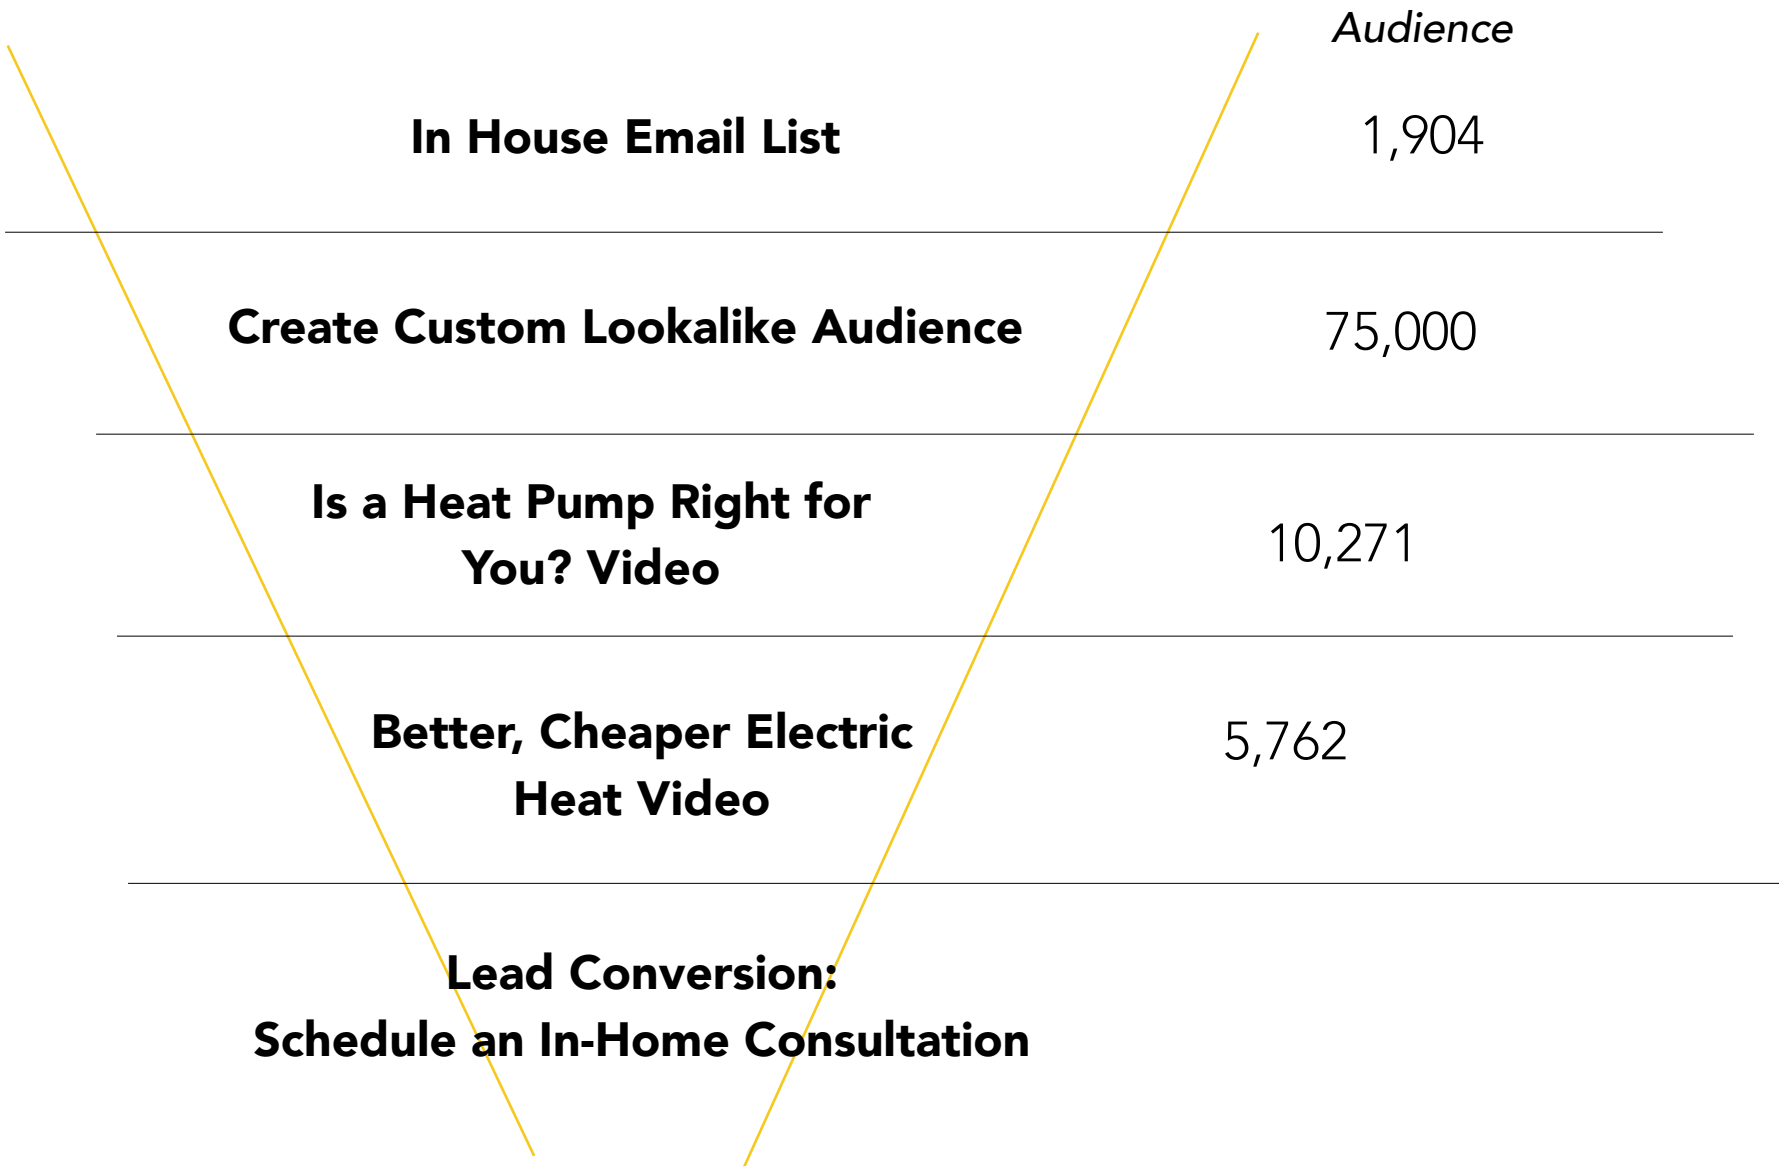 Audience
In House Email List
1,904
Create Custom Lookalike Audience
75,000
Is a Heat Pump Right for
You? Video
10,271
Better, Cheaper Electric
Heat Video
5,762
Lead Conversion:
Schedule an In-Home Consultation